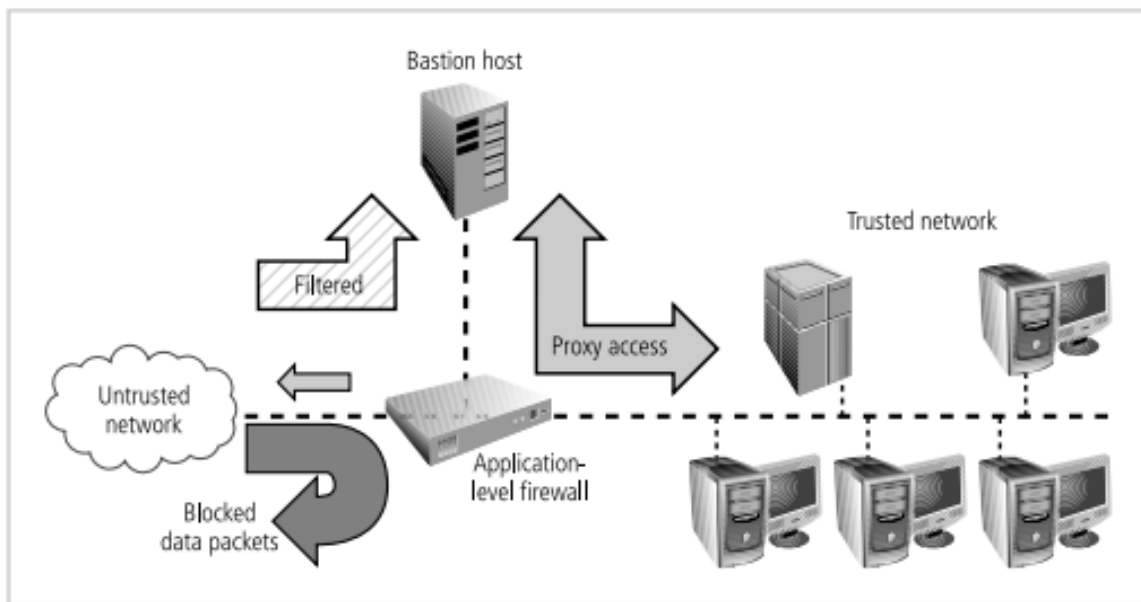 Bastion host
Trusted network
Filtered
Proxy access
Untrusted
network
Application-
level firewall
Blocked
data packets